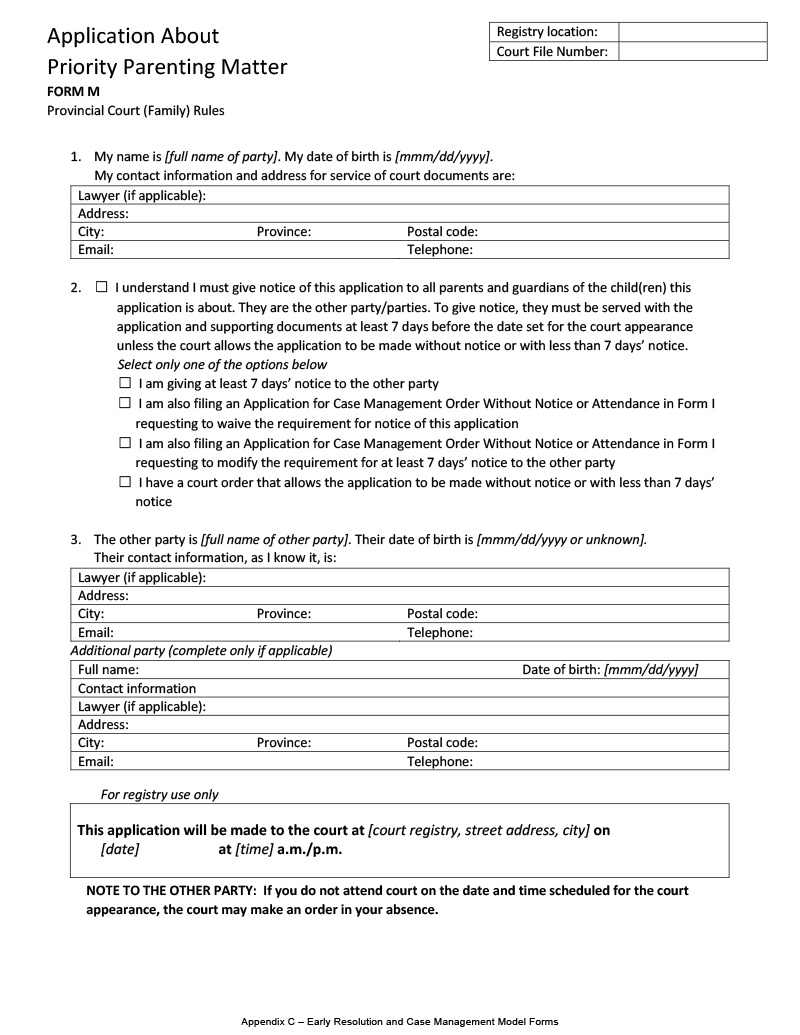 Application About
Priority Parenting Matter
FORM M
Provincial Court (Family) Rules
Registry location:
Court File Number:
1. My name is [full name of party]. My date of birth is [mmm/dd/yyyy].
My contact information and address for service of court documents are:
Lawyer (if applicable):
Address:
City: Province: Postal code:
Email: Telephone:
2. ☐ I understand I must give notice of this application to all parents and guardians of the child(ren) this
application is about. They are the other party/parties. To give notice, they must be served with the
application and supporting documents at least 7 days before the date set for the court appearance
unless the court allows the application to be made without notice or with less than 7 days’ notice.
Select only one of the options below
☐ I am giving at least 7 days’ notice to the other party
☐ I am also filing an Application for Case Management Order Without Notice or Attendance in Form I
requesting to waive the requirement for notice of this application
☐ I am also filing an Application for Case Management Order Without Notice or Attendance in Form I
requesting to modify the requirement for at least 7 days’ notice to the other party
☐ I have a court order that allows the application to be made without notice or with less than 7 days’
notice
3. The other party is [full name of other party]. Their date of birth is [mmm/dd/yyyy or unknown].
Their contact information, as I know it, is:
Lawyer (if applicable):
Address:
City: Province: Postal code:
Email: Telephone:
Additional party (complete only if applicable)
Full name: Date of birth: [mmm/dd/yyyy]
Contact information
Lawyer (if applicable):
Address:
City: Province: Postal code:
Email: Telephone:
For registry use only
This application will be made to the court at [court registry, street address, city] on
[date] at [time] a.m./p.m.
NOTE TO THE OTHER PARTY: If you do not attend court on the date and time scheduled for the court
appearance, the court may make an order in your absence.
Appendix C – Early Resolution and Case Management Model Forms